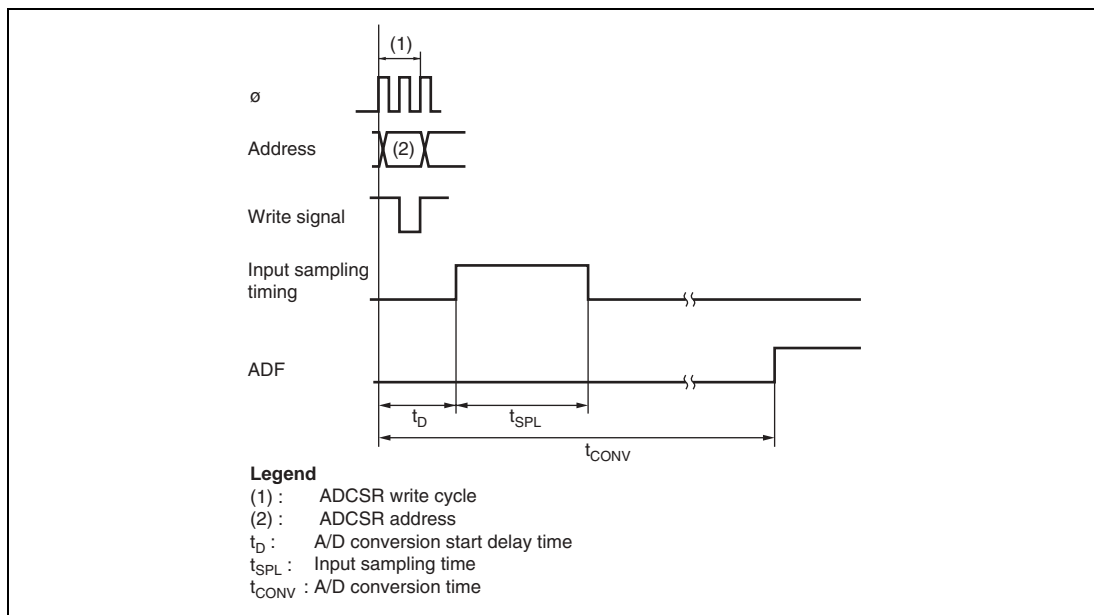 (1)
ø
Address
(2)
Write signal
Input sampling
timing
ADF
tD
tSPL
tCONV
Legend
(1) : ADCSR write cycle
(2) : ADCSR address
tD : A/D conversion start delay time
tSPL : Input sampling time
tCONV : A/D conversion time